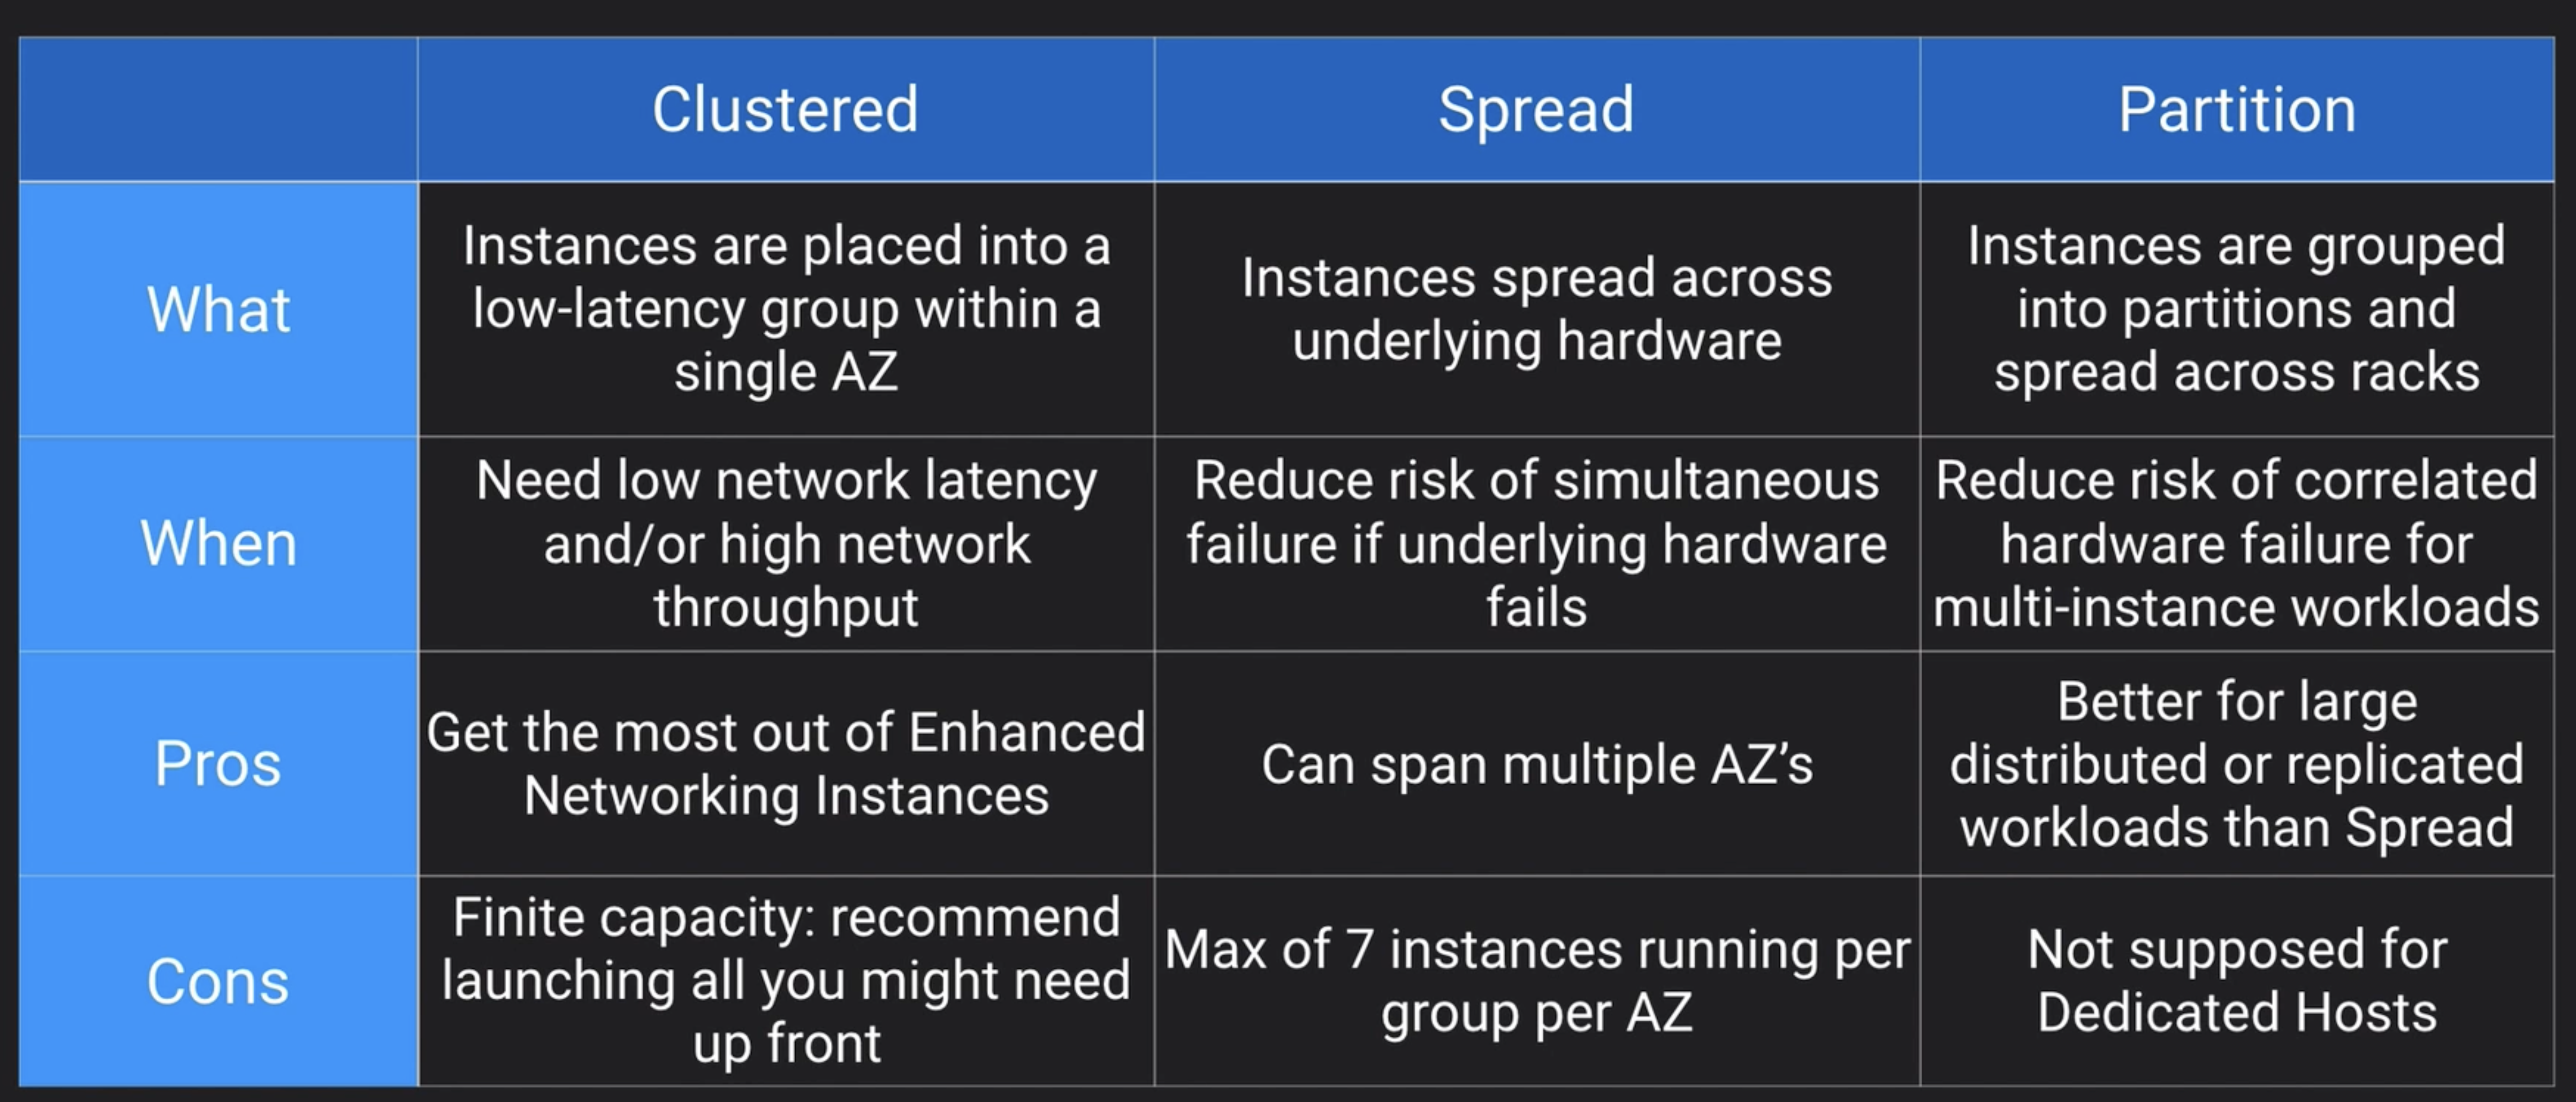 Clustered
Spread
Partition
What
Instances are placed into a
low-latency group within a
single AZ
Instances spread across
underlying hardware
Instances are grouped
into partitions and
spread across racks
When
Need low network latency
and/or high network
throughput
Reduce risk of simultaneous
failure if underlying hardware
fails
Reduce risk of correlated
hardware failure for
multi-instance workloads
Pros
Get the most out of Enhanced
Networking Instances
Can span multiple AZ’s
Better for large
distributed or replicated
workloads than Spread
Cons
Finite capacity: recommend
launching all you might need
up front
Max of 7 instances running per
group per AZ
Not supposed for
Dedicated Hosts